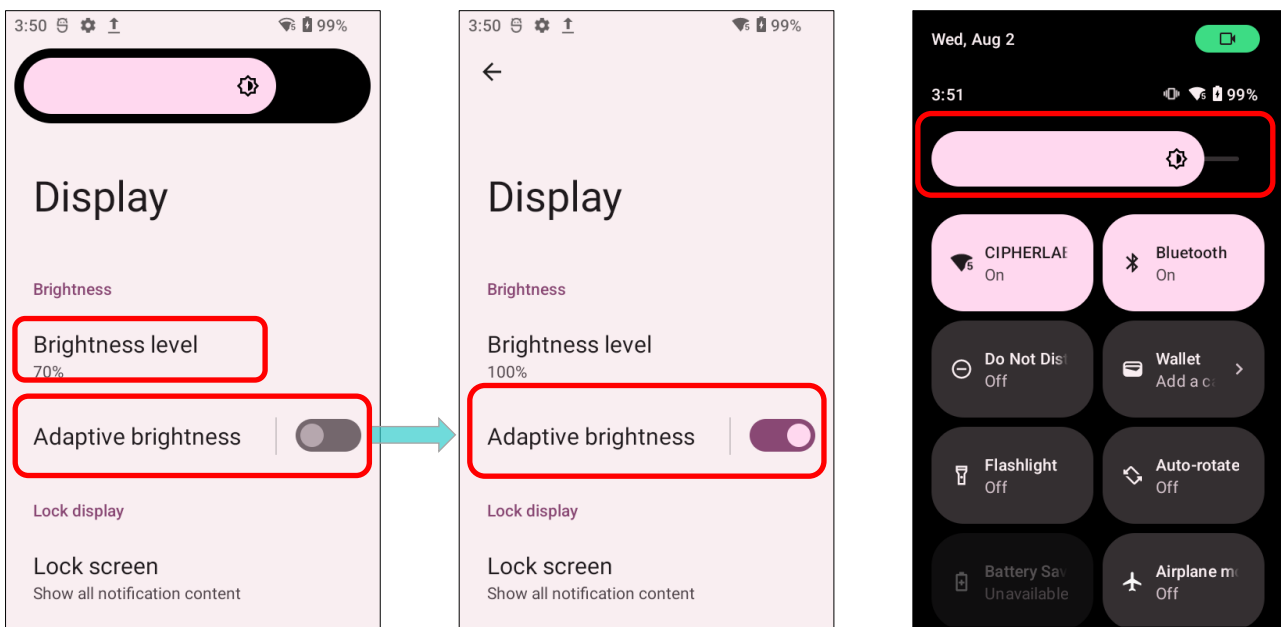 3:50 99%
Display
Brightness
Brightness level
70%
Adaptive brightness
Lock display
Lock screen
Show all notification content
3:50 5 99%
Display
Brightness
Brightness level
100%
Adaptive brightness
Lock display
Lock screen
Show all notification content
Wed, Aug 2
3:51 99%
CIPHERLAB
On
5
Bluetooth
On
Do Not Dist
Off
Wallet
Add a ca
Flashlight
Off
Auto-rotate
Off
Battery Sav
Unavailable
Airplane mo
Off